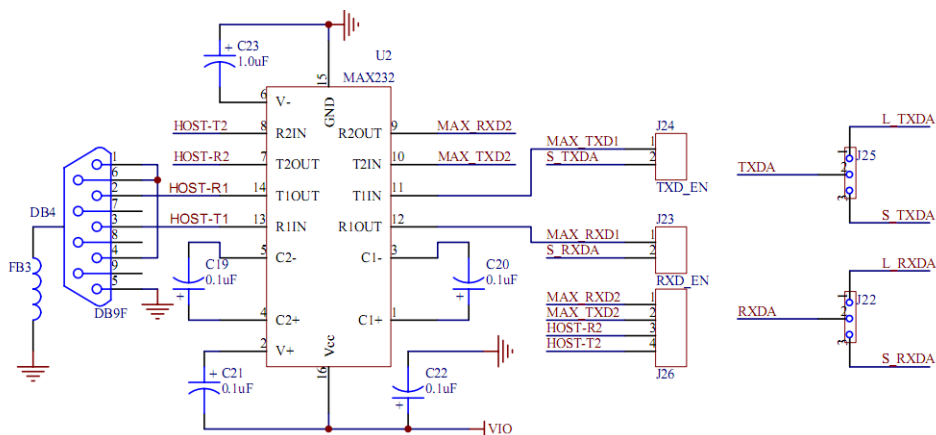 C23
1.0uF
U2
MAX232
15
GND
6
V-
HOST-T2
8
R2IN
R2OUT
9
MAX_RXD2
HOST-R2
7
T2OUT
T2IN
10
MAX_TXD2
HOST-R1
14
T1OUT
T1IN
11
HOST-T1
13
R1IN
R1OUT
12
5
C2-
C1-
3
C19
0.1uF
C20
0.1uF
4
C2+
C1+
1
2
V+
Vcc
16
C21
0.1uF
C22
0.1uF
VIO
DB4
1
6
2
7
3
8
4
9
5
DB9F
FB3
J24
MAX_TXD1
1
S_TXDA
2
TXD_EN
J23
MAX_RXD1
1
S_RXDA
2
RXD_EN
MAX_RXD2
1
MAX_TXD2
2
HOST-R2
3
HOST-T2
4
J26
L_TXDA
1
J25
TXDA
2
3
S_TXDA
L_RXDA
1
J22
RXDA
2
3
S_RXDA